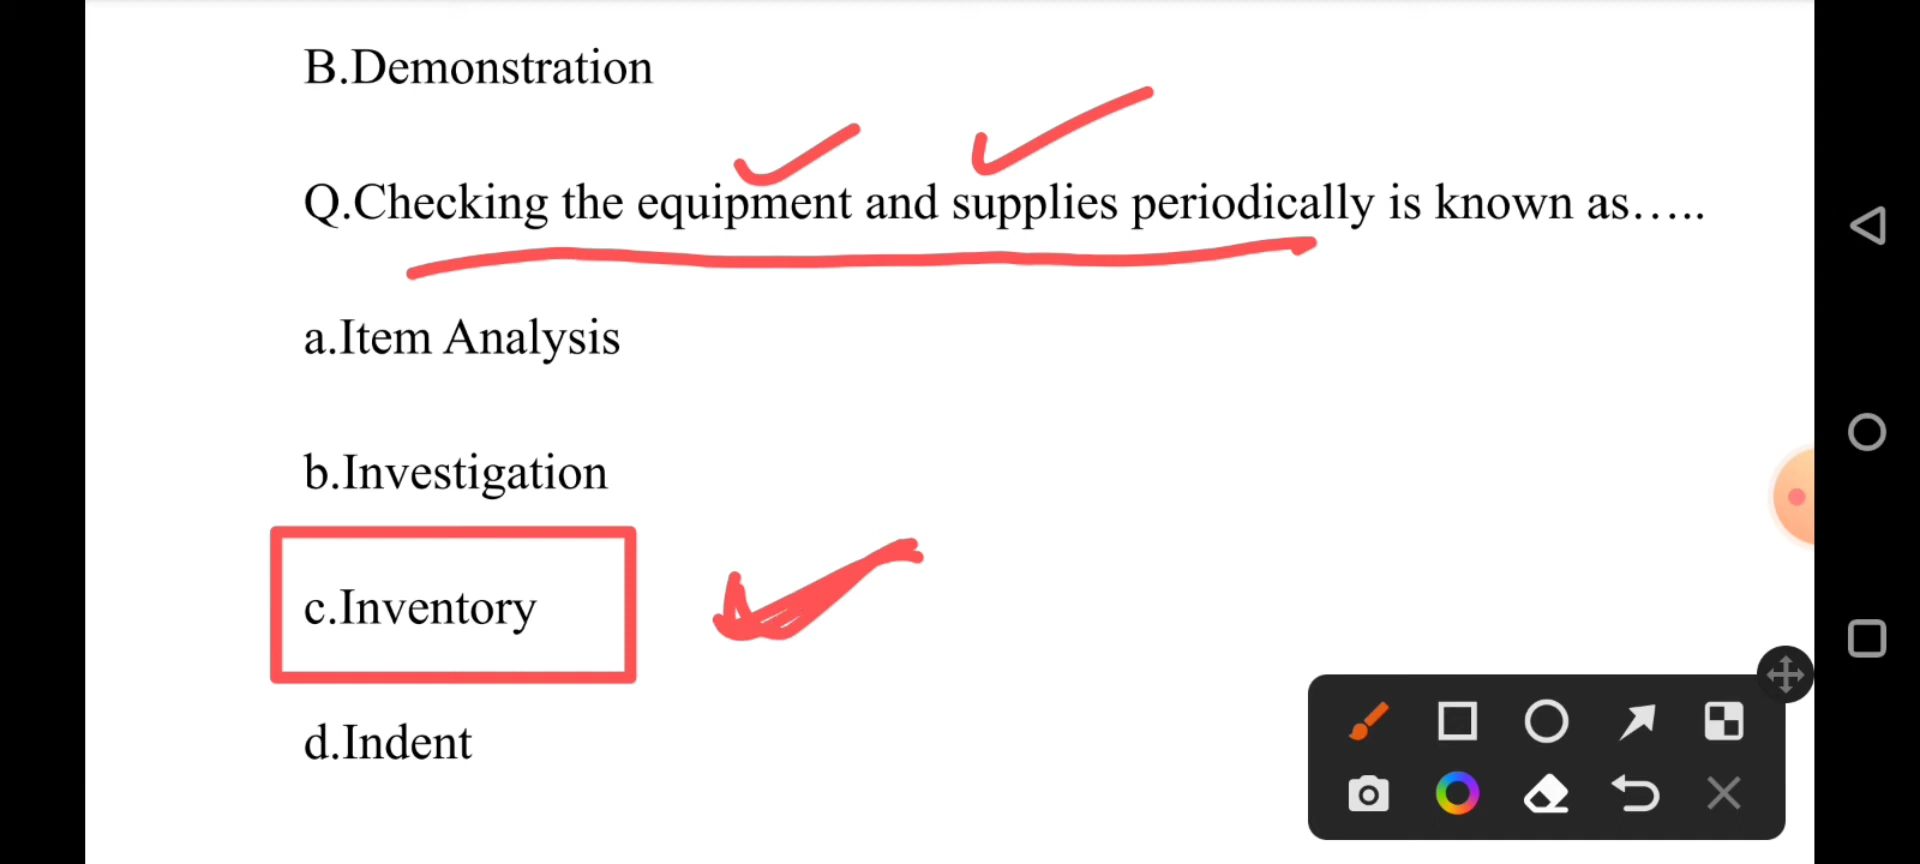 B.Demonstration
Q.Checking the equipment and supplies periodically is known as.....
a.Item Analysis
b.Investigation
c.Inventory
d.Indent